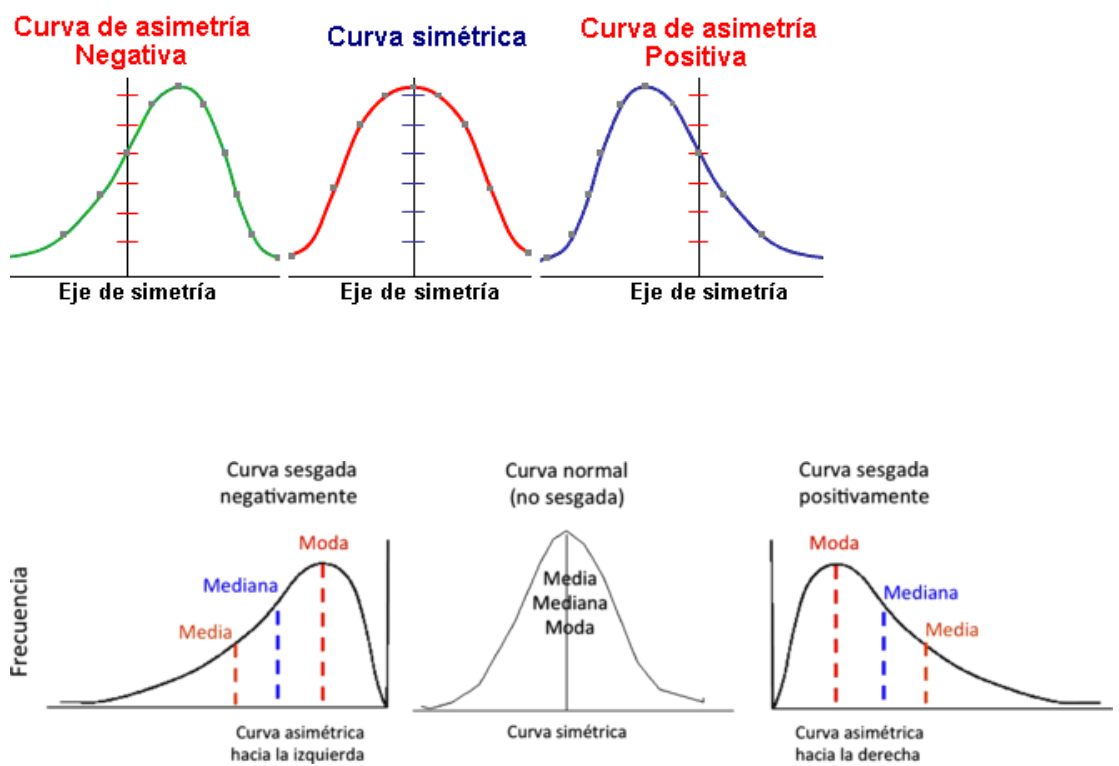 Curva de asimetría
Negativa
Curva simétrica
Curva de asimetría
Positiva
Eje de simetría
Eje de simetría
Eje de simetría
Curva sesgada
negativamente
Curva normal
(no sesgada)
Curva sesgada
positivamente
Frecuencia
Moda
Mediana
Media
Media
Mediana
Moda
Moda
Mediana
Media
Curva asimétrica
hacia la izquierda
Curva simétrica
Curva asimétrica
hacia la derecha